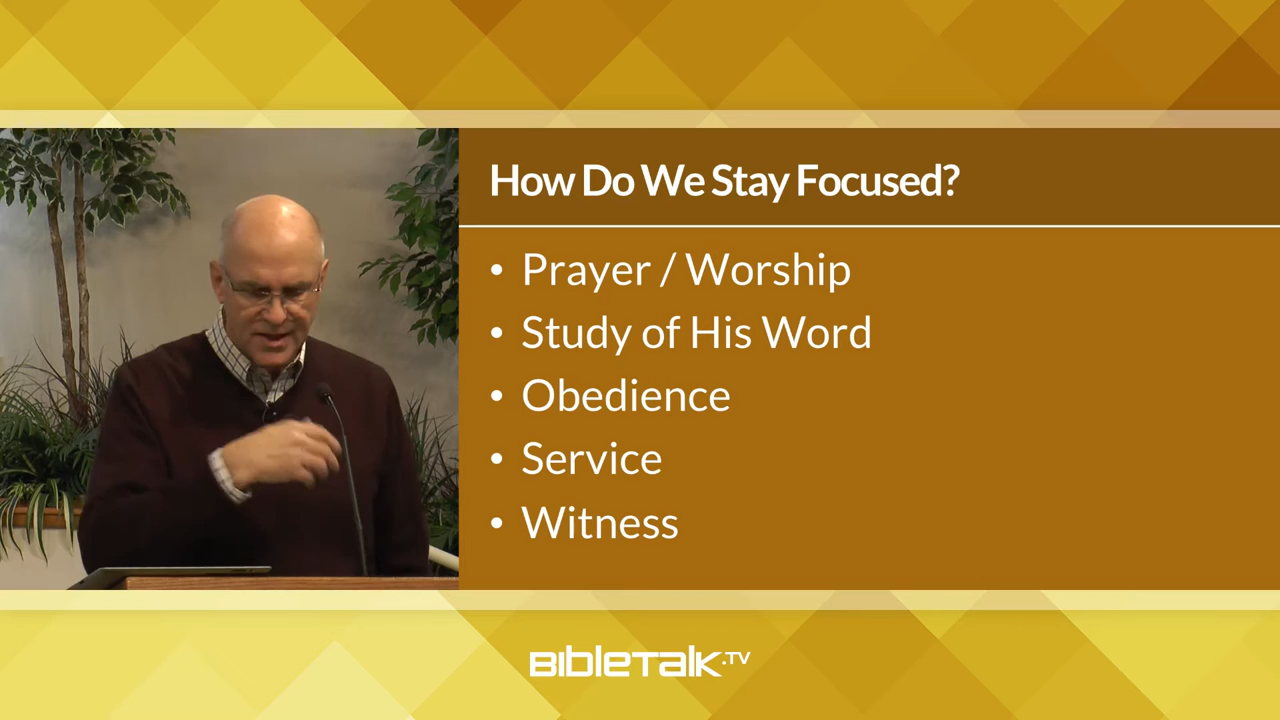 How Do We Stay Focused?
• Prayer / Worship
• Study of His Word
• Obedience
• Service
• Witness
BibleTalk.TV